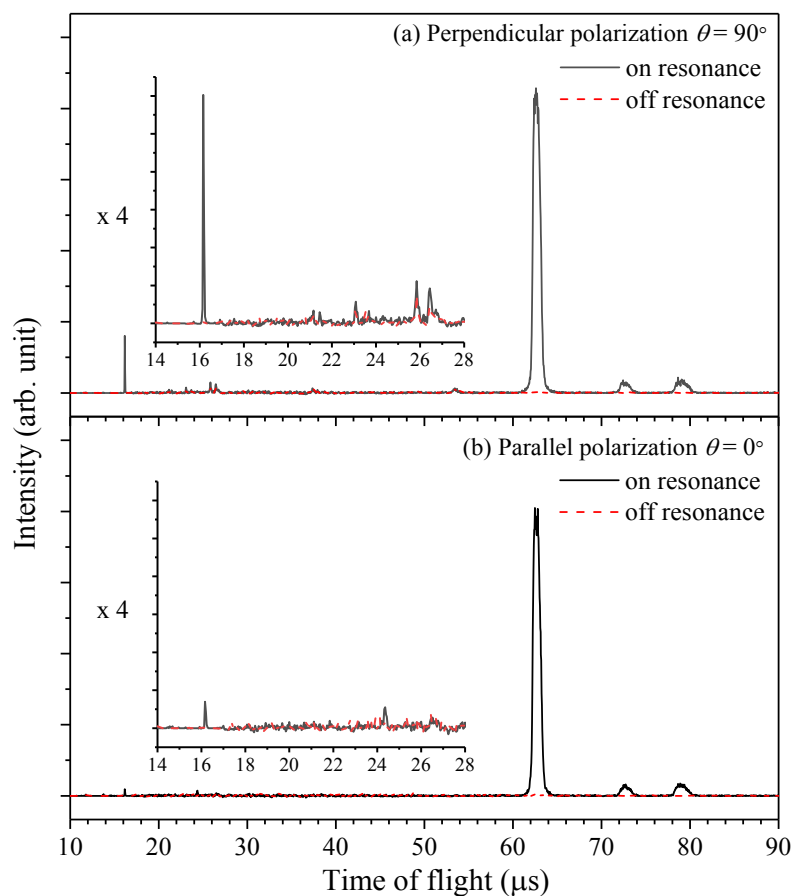 (a) Perpendicular polarization θ = 90°
on resonance
off resonance
x 4
14 16 18 20 22 24 26 28
(b) Parallel polarization θ = 0°
on resonance
off resonance
x 4
14 16 18 20 22 24 26 28
Intensity (arb. unit)
10 20 30 40 50 60 70 80 90
Time of flight (μs)